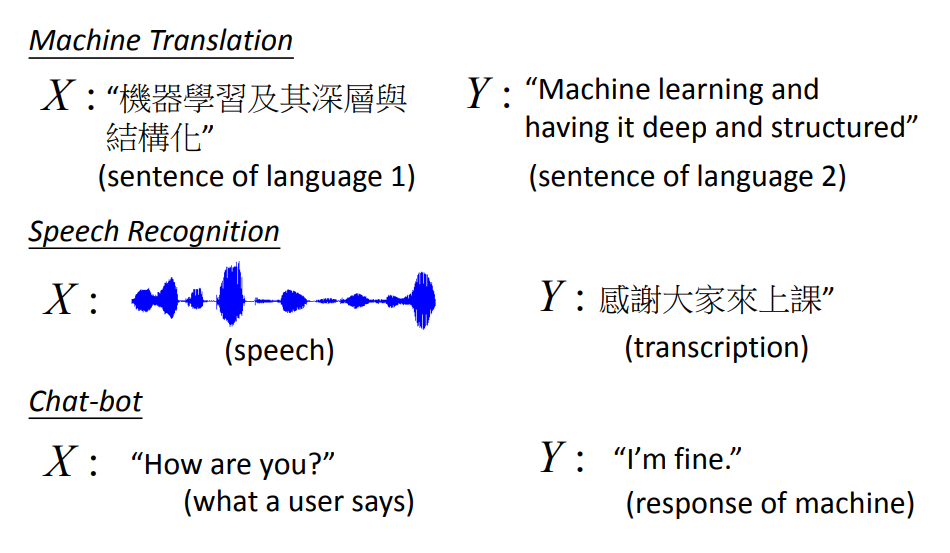 Machine Translation
X : “機器學習及其深層與
結構化”
(sentence of language 1)
Y : “Machine learning and
having it deep and structured”
(sentence of language 2)
Speech Recognition
X :
(speech)
Y : 感謝大家來上課”
(transcription)
Chat-bot
X : “How are you?”
(what a user says)
Y : “I’m fine.”
(response of machine)